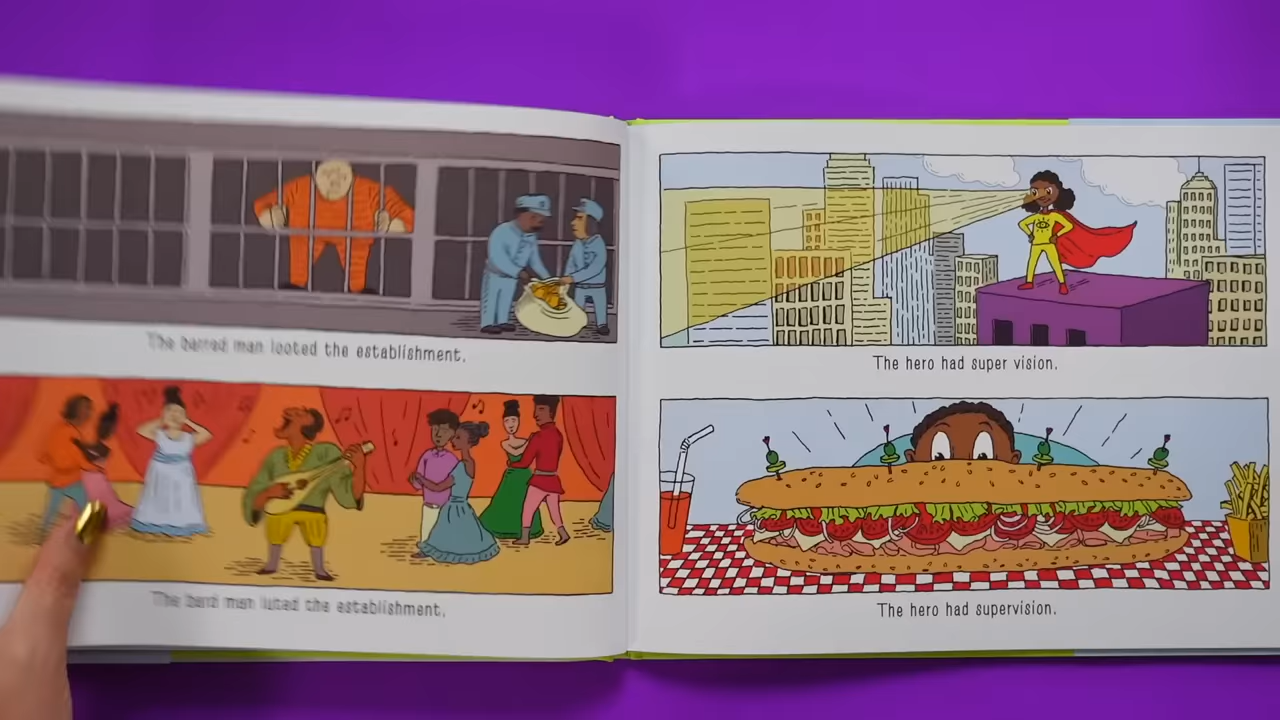 The barred man looted the establishment.
The bard man luted the establishment.
The hero had super vision.
The hero had supervision.